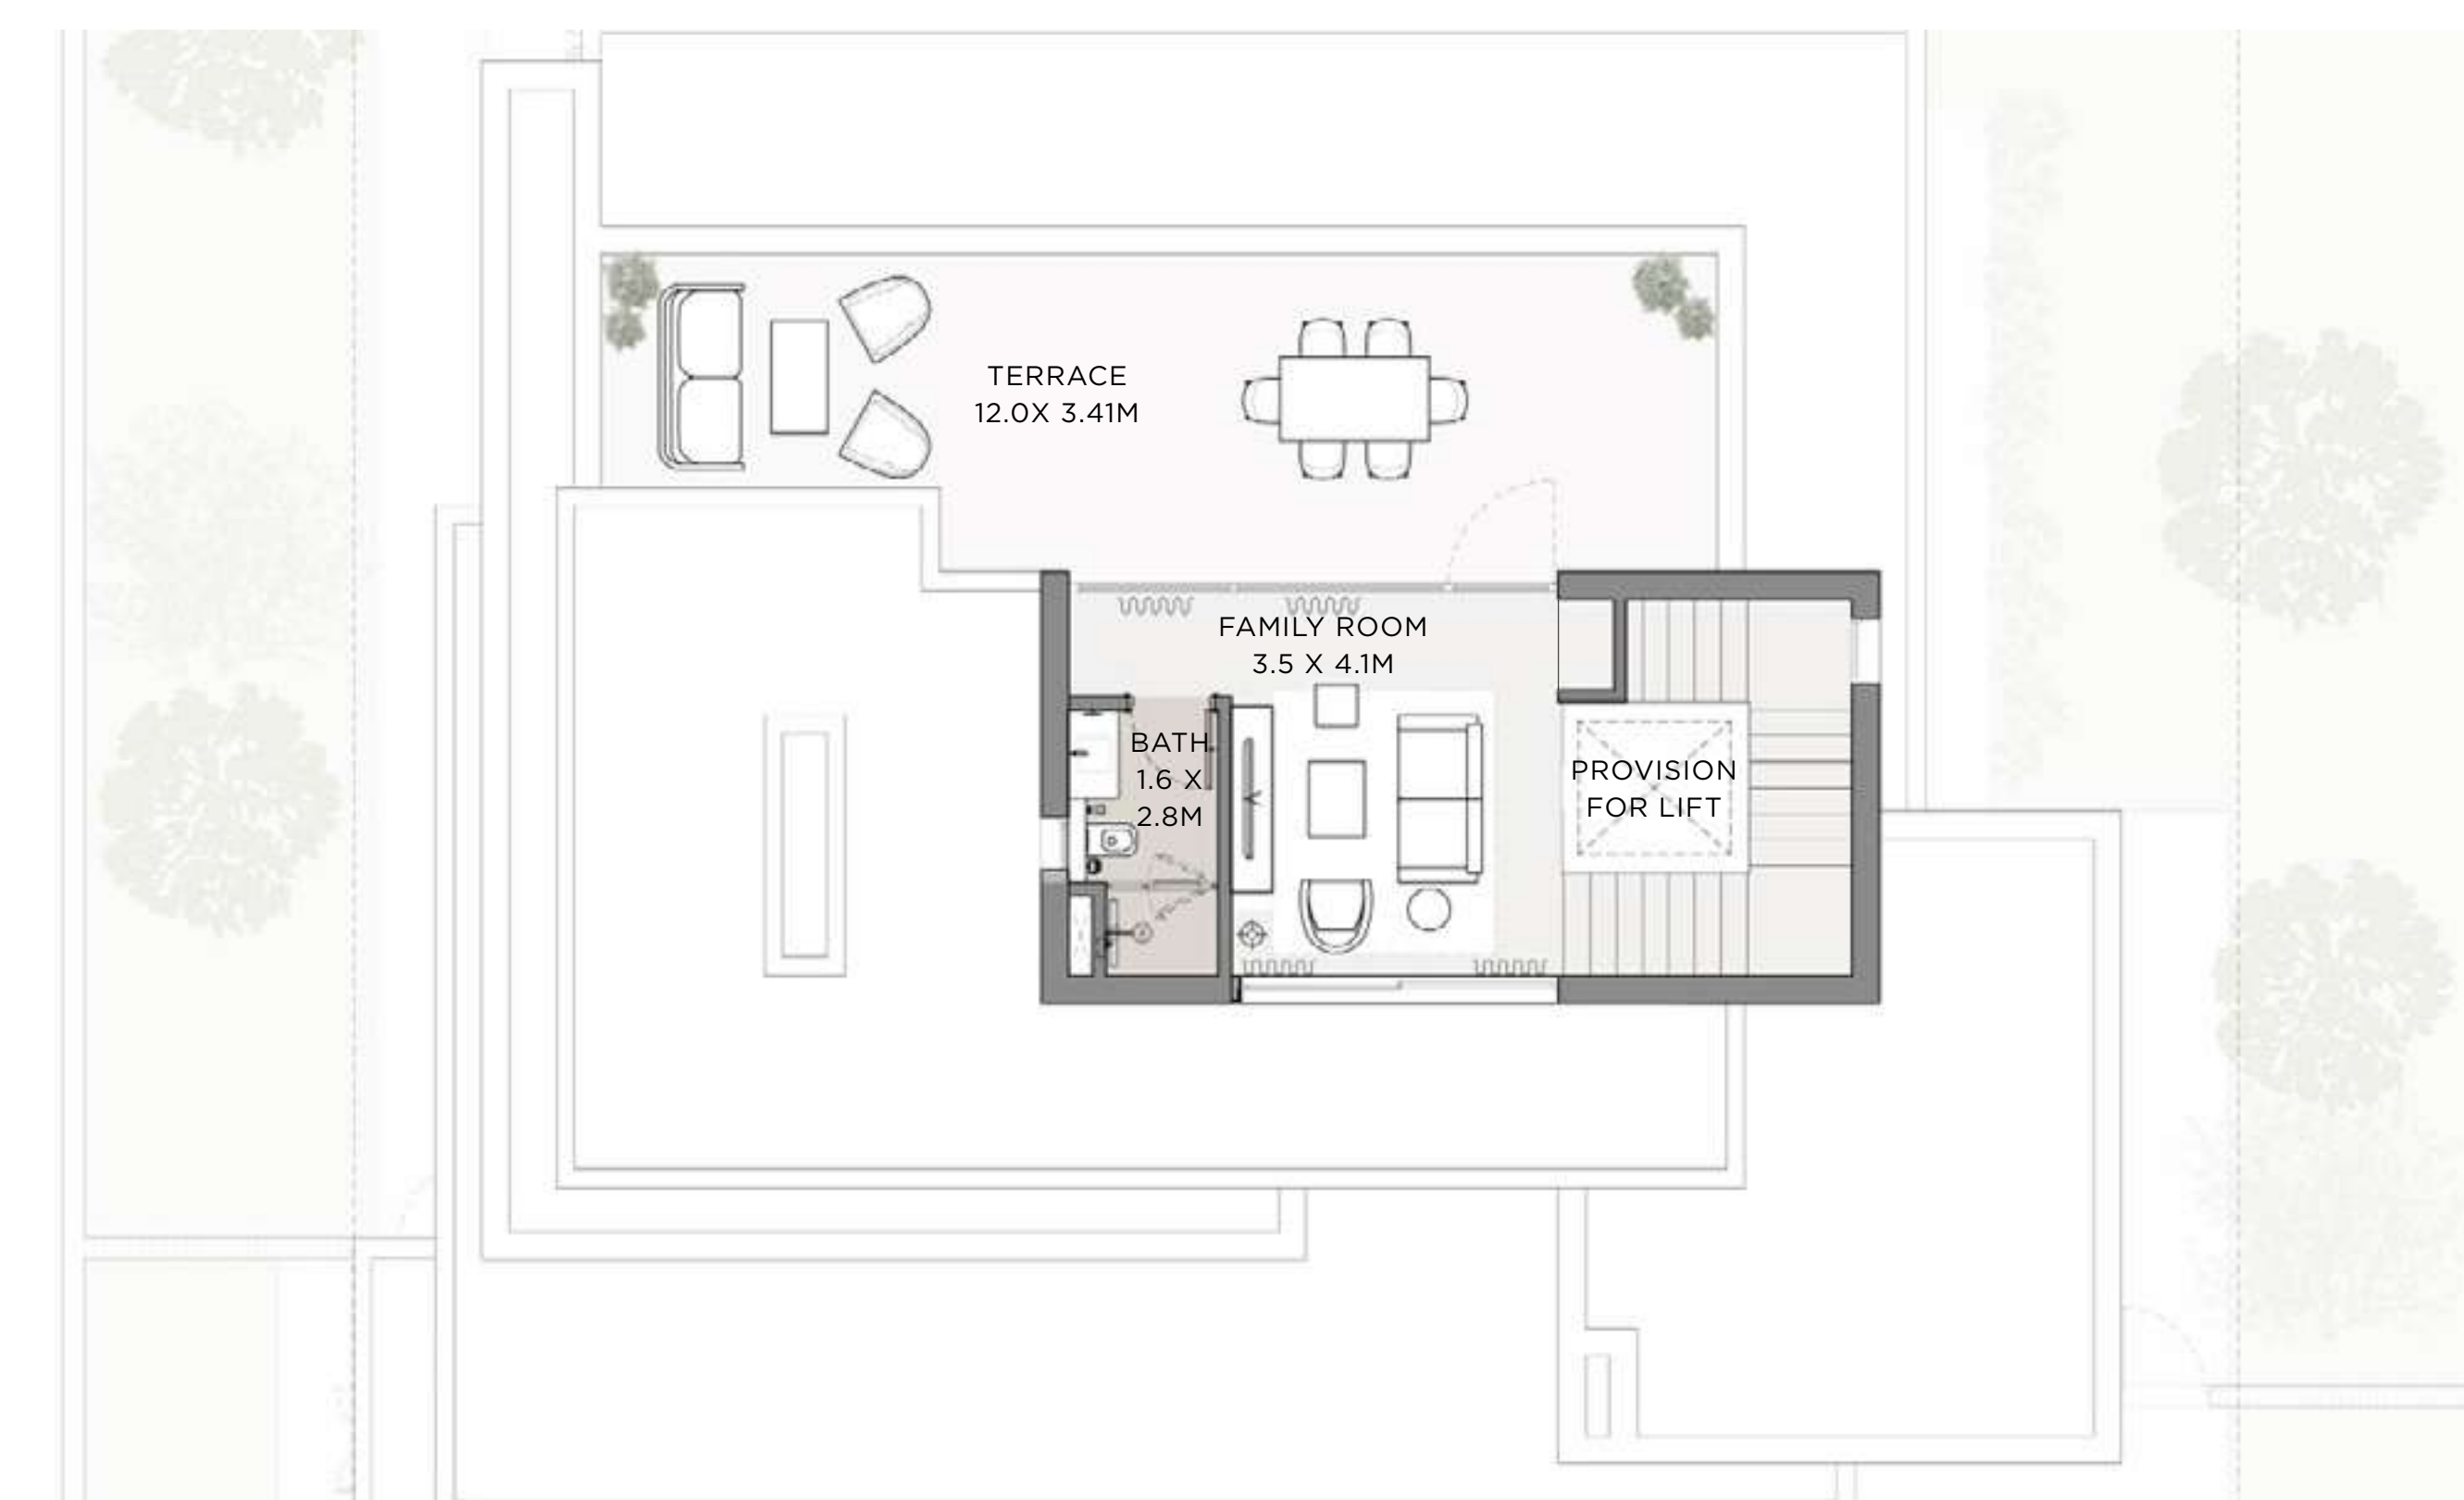 TERRACE
12.0X 3.41M
FAMILY ROOM
3.5 X 4.1M
BATH
1.6 X
2.8M
PROVISION
FOR LIFT